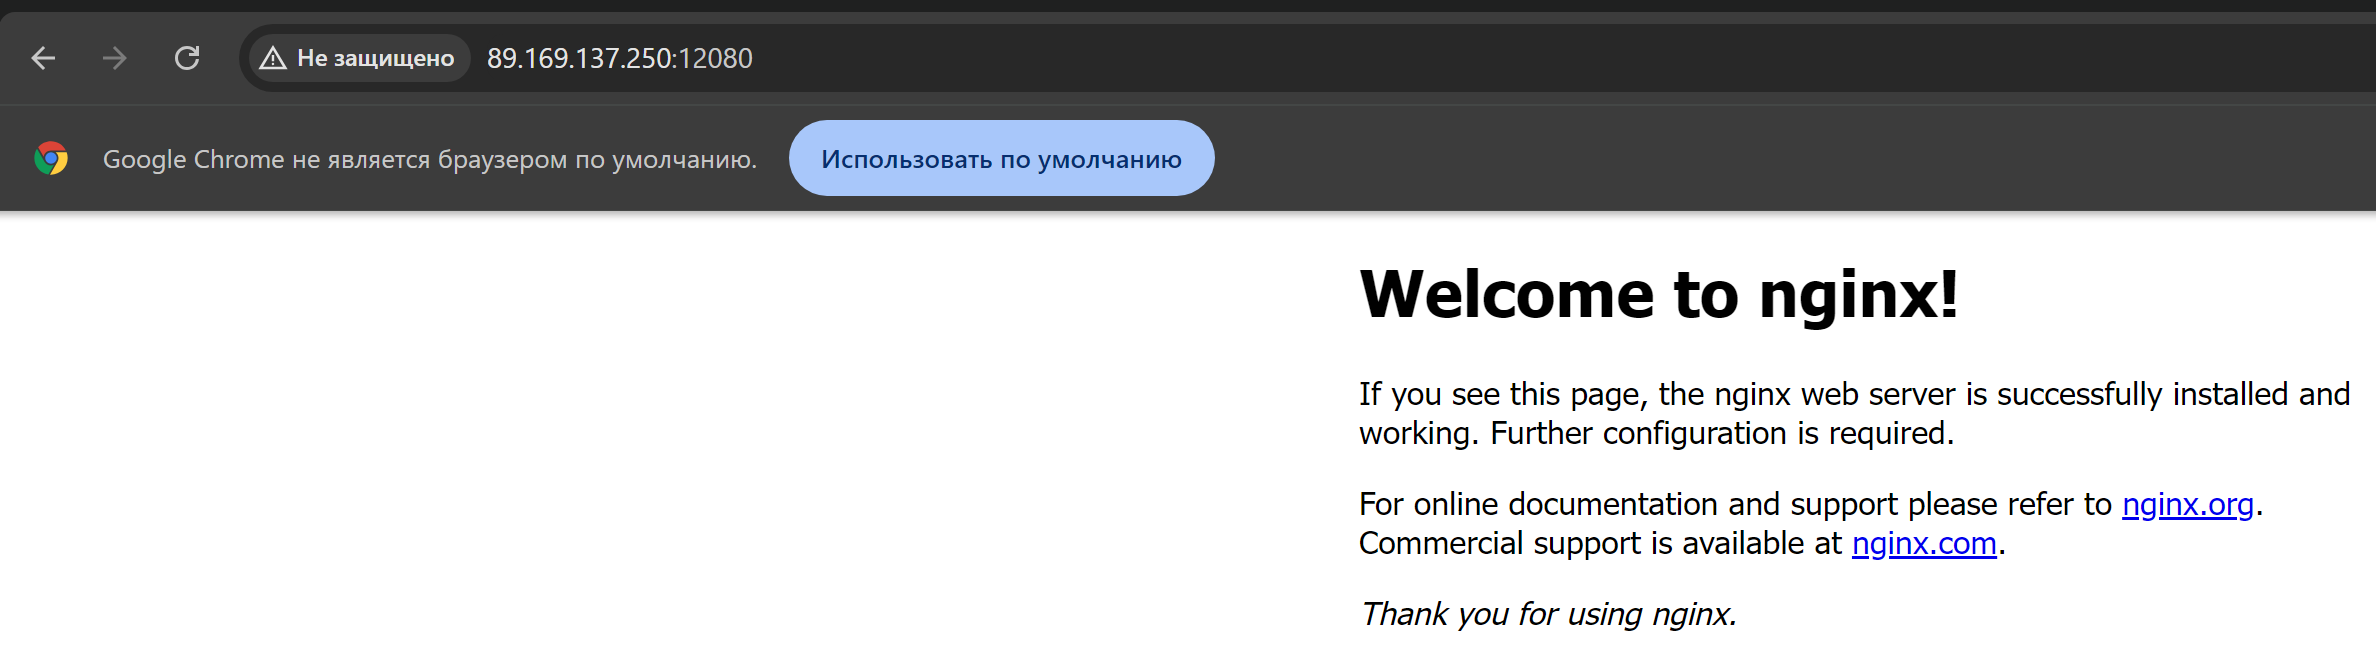 Не защищено 89.169.137.250:12080
Google Chrome не является браузером по умолчанию. Использовать по умолчанию
Welcome to nginx!
If you see this page, the nginx web server is successfully installed and
working. Further configuration is required.
For online documentation and support please refer to nginx.org.
Commercial support is available at nginx.com.
Thank you for using nginx.